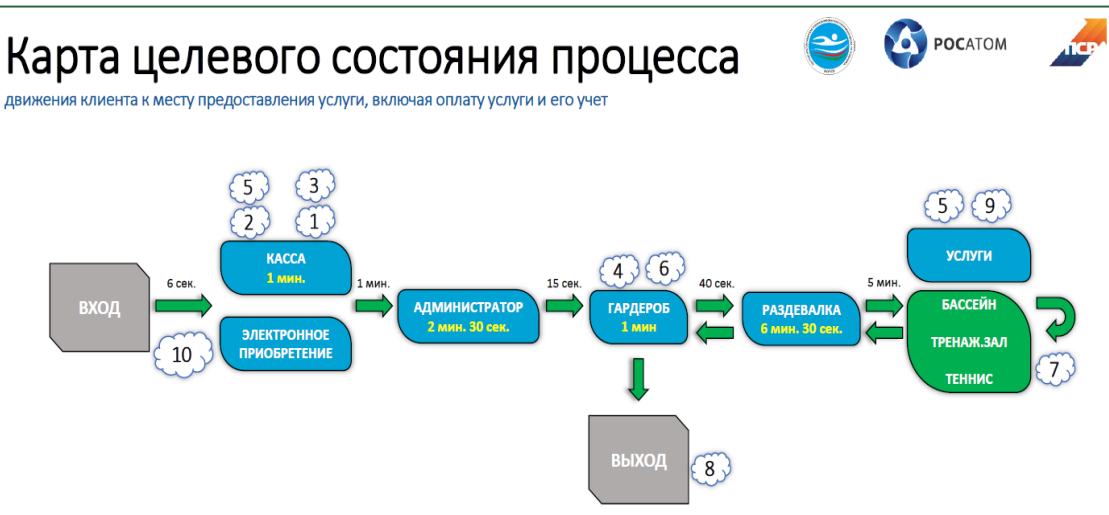 Карта целевого состояния процесса
движения клиента к месту предоставления услуги, включая оплату услуги и его учет
РОСАТОМ
ПСР
5
3
2
1
КАССА
1 мин.
ВХОД
6 сек.
10
ЭЛЕКТРОННОЕ
ПРИОБРЕТЕНИЕ
1 мин.
АДМИНИСТРАТОР
2 мин. 30 сек.
15 сек.
4
6
ГАРДЕРОБ
1 мин
40 сек.
РАЗДЕВАЛКА
6 мин. 30 сек.
5 мин.
5
9
УСЛУГИ
БАССЕЙН
ТРЕНАЖ.ЗАЛ
ТЕННИС
7
ВЫХОД
8